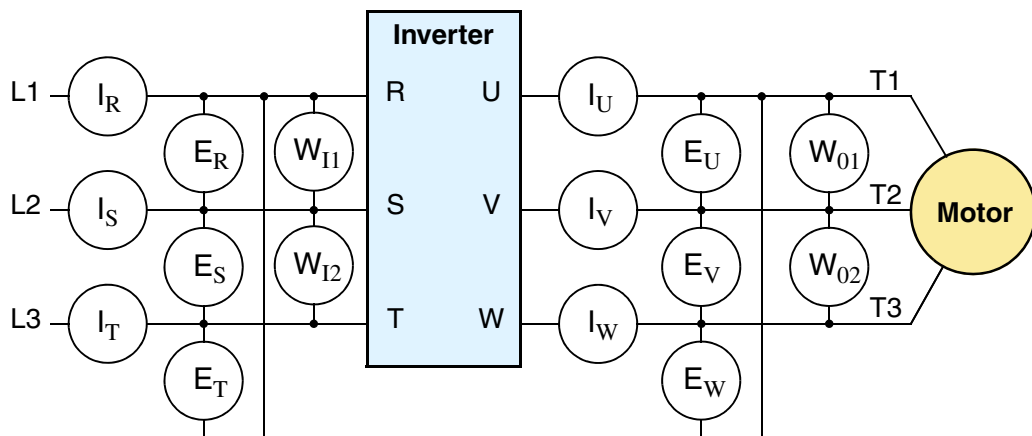 Inverter
L1 I_R R U I_U T1
E_R W_I1 E_U W_01
L2 I_S S V I_V T2
Motor
E_S W_I2 E_V W_02
L3 I_T T W I_W T3
E_T E_W